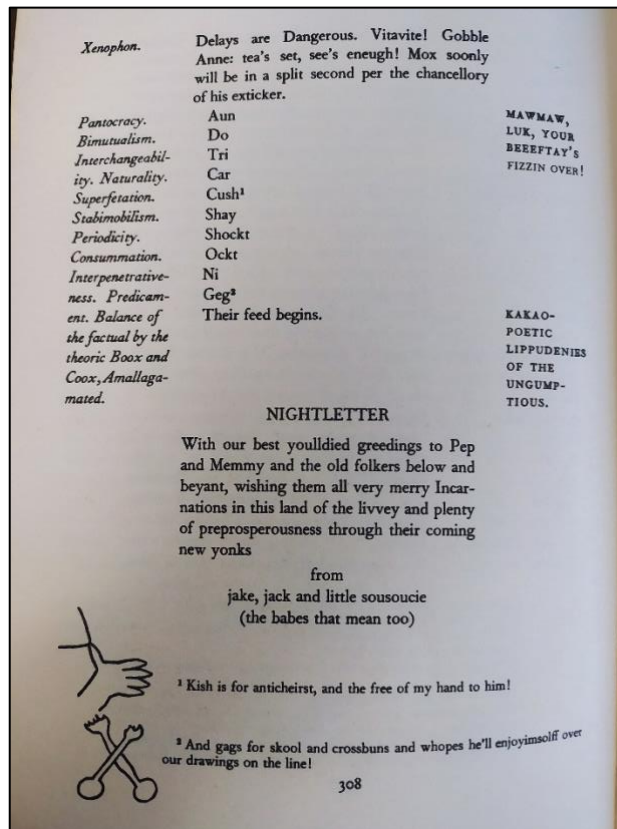 Xenophon.
Delays are Dangerous. Vitavite! Gobble
Anne: tea's set, see's eneugh! Mox soonly
will be in a split second per the chancellory
of his exticker.
Pantocracy.
Bimutualism.
Interchangeabil-
ity. Naturality.
Superfetation.
Stabimobilism.
Periodicity.
Consummation.
Interpenetrative-
ness. Predicam-
ent. Balance of
the factual by the
theoric Boox and
Coox, Amallaga-
mated.
Aun
Do
Tri
Car
Cush¹
Shay
Shockt
Ockt
Ni
Geg²
Their feed begins.
MAWMAW,
LUK, YOUR
BEEEFTAY'S
FIZZIN OVER!
KAKAO-
POETIC
LIPPUDENIES
OF THE
UNGUMP-
TIOUS.
NIGHTLETTER
With our best youlldied greedings to Pep
and Memmy and the old folkers below and
beyant, wishing them all very merry Incar-
nations in this land of the livvey and plenty
of preprosperousness through their coming
new yonks
from
jake, jack and little sousoucie
(the babes that mean too)
¹ Kish is for anticheirst, and the free of my hand to him!
² And gags for skool and crossbuns and whopes he'll enjoyimsolff over
our drawings on the line!
308